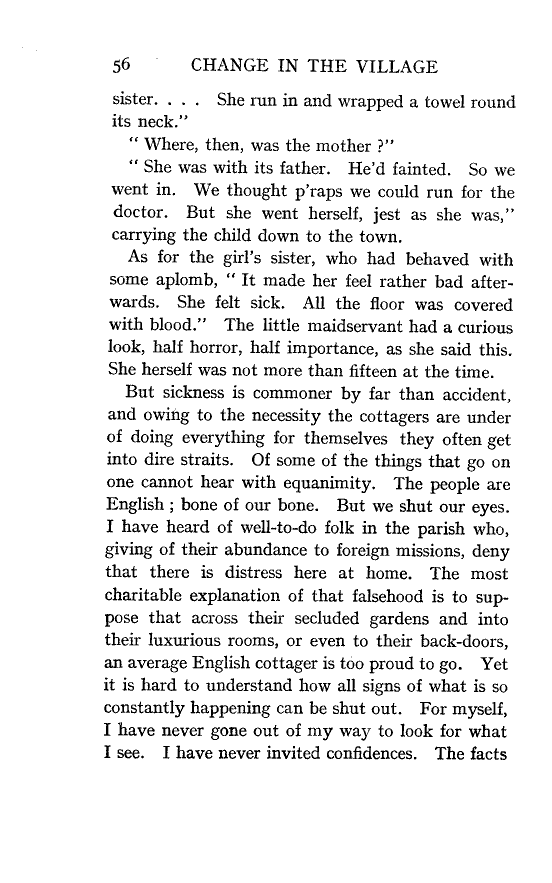 56 CHANGE IN THE VILLAGE
sister. . . . She run in and wrapped a towel round
its neck."
" Where, then, was the mother ?"
" She was with its father. He'd fainted. So we
went in. We thought p'raps we could run for the
doctor. But she went herself, jest as she was,"
carrying the child down to the town.
As for the girl's sister, who had behaved with
some aplomb, " It made her feel rather bad after-
wards. She felt sick. All the floor was covered
with blood." The little maidservant had a curious
look, half horror, half importance, as she said this.
She herself was not more than fifteen at the time.
But sickness is commoner by far than accident,
and owing to the necessity the cottagers are under
of doing everything for themselves they often get
into dire straits. Of some of the things that go on
one cannot hear with equanimity. The people are
English ; bone of our bone. But we shut our eyes.
I have heard of well-to-do folk in the parish who,
giving of their abundance to foreign missions, deny
that there is distress here at home. The most
charitable explanation of that falsehood is to sup-
pose that across their secluded gardens and into
their luxurious rooms, or even to their back-doors,
an average English cottager is too proud to go. Yet
it is hard to understand how all signs of what is so
constantly happening can be shut out. For myself,
I have never gone out of my way to look for what
I see. I have never invited confidences. The facts